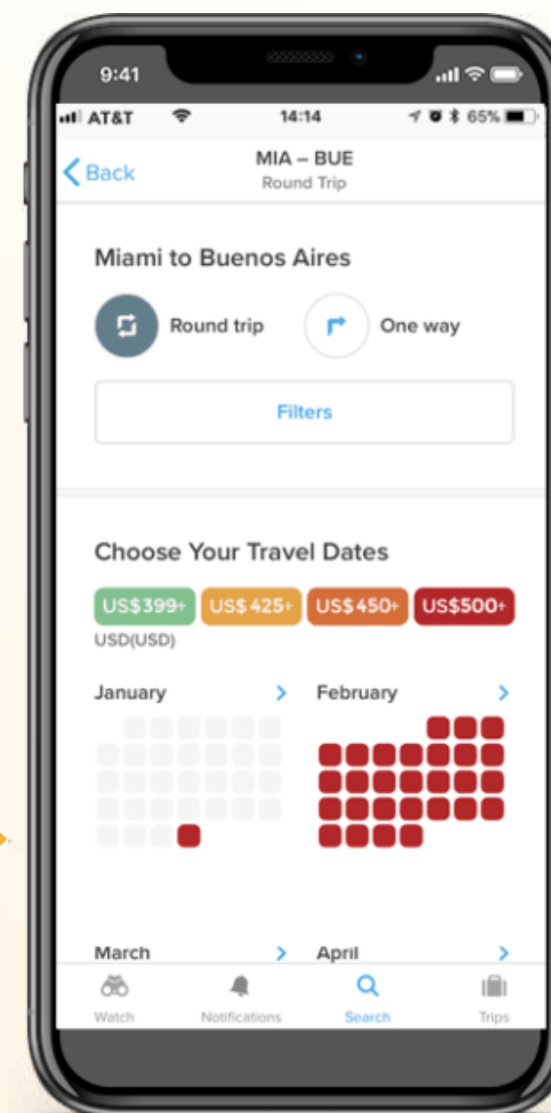 9:41
AT&T 14:14 65%
Back
MIA – BUE
Round Trip
Miami to Buenos Aires
Round trip One way
Filters
Choose Your Travel Dates
US$399+ US$425+ US$450+ US$500+
USD(USD)
January February
March April
Watch Notifications Search Trips